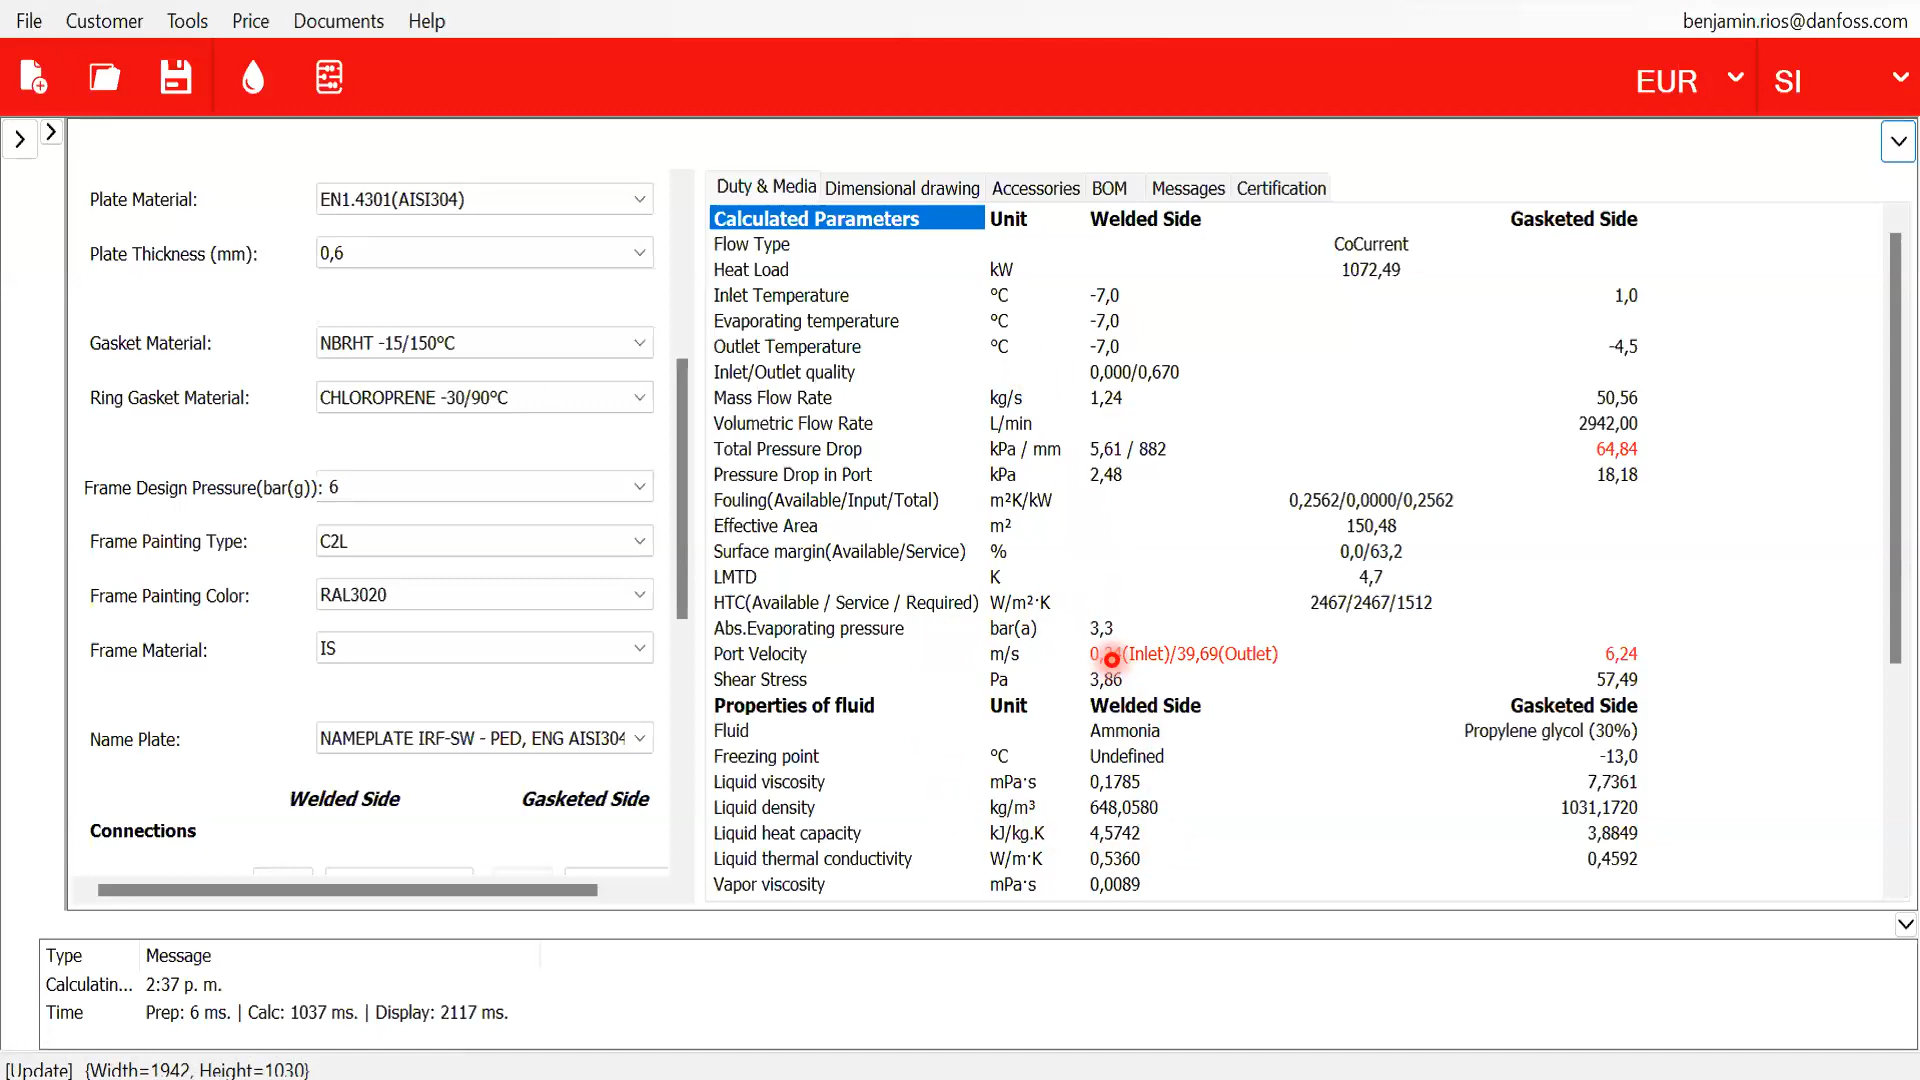 File Customer Tools Price Documents Help benjamin.rios@danfoss.com
EUR SI
Plate Material: EN1.4301(AISI304)
Plate Thickness (mm): 0,6
Gasket Material: NBRHT -15/150°C
Ring Gasket Material: CHLOROPRENE -30/90°C
Frame Design Pressure(bar(g)): 6
Frame Painting Type: C2L
Frame Painting Color: RAL3020
Frame Material: IS
Name Plate: NAMEPLATE IRF-SW - PED, ENG AISI304
Welded Side Gasketed Side
Connections
Duty & Media Dimensional drawing Accessories BOM Messages Certification
Calculated Parameters Unit Welded Side Gasketed Side
Flow Type CoCurrent
Heat Load kW 1072,49
Inlet Temperature °C -7,0 1,0
Evaporating temperature °C -7,0
Outlet Temperature °C -7,0 -4,5
Inlet/Outlet quality 0,000/0,670
Mass Flow Rate kg/s 1,24 50,56
Volumetric Flow Rate L/min 2942,00
Total Pressure Drop kPa / mm 5,61 / 882 64,84
Pressure Drop in Port kPa 2,48 18,18
Fouling(Available/Input/Total) m²K/kW 0,2562/0,0000/0,2562
Effective Area m² 150,48
Surface margin(Available/Service) % 0,0/63,2
LMTD K 4,7
HTC(Available / Service / Required) W/m²·K 2467/2467/1512
Abs.Evaporating pressure bar(a) 3,3
Port Velocity m/s (Inlet)/39,69(Outlet) 6,24
Shear Stress Pa 3,86 57,49
Properties of fluid Unit Welded Side Gasketed Side
Fluid Ammonia Propylene glycol (30%)
Freezing point °C Undefined -13,0
Liquid viscosity mPa·s 0,1785 7,7361
Liquid density kg/m³ 648,0580 1031,1720
Liquid heat capacity kJ/kg.K 4,5742 3,8849
Liquid thermal conductivity W/m·K 0,5360 0,4592
Vapor viscosity mPa·s 0,0089
Type Message
Calculatin... 2:37 p. m.
Time Prep: 6 ms. | Calc: 1037 ms. | Display: 2117 ms.
[Update] {Width=1942, Height=1030}